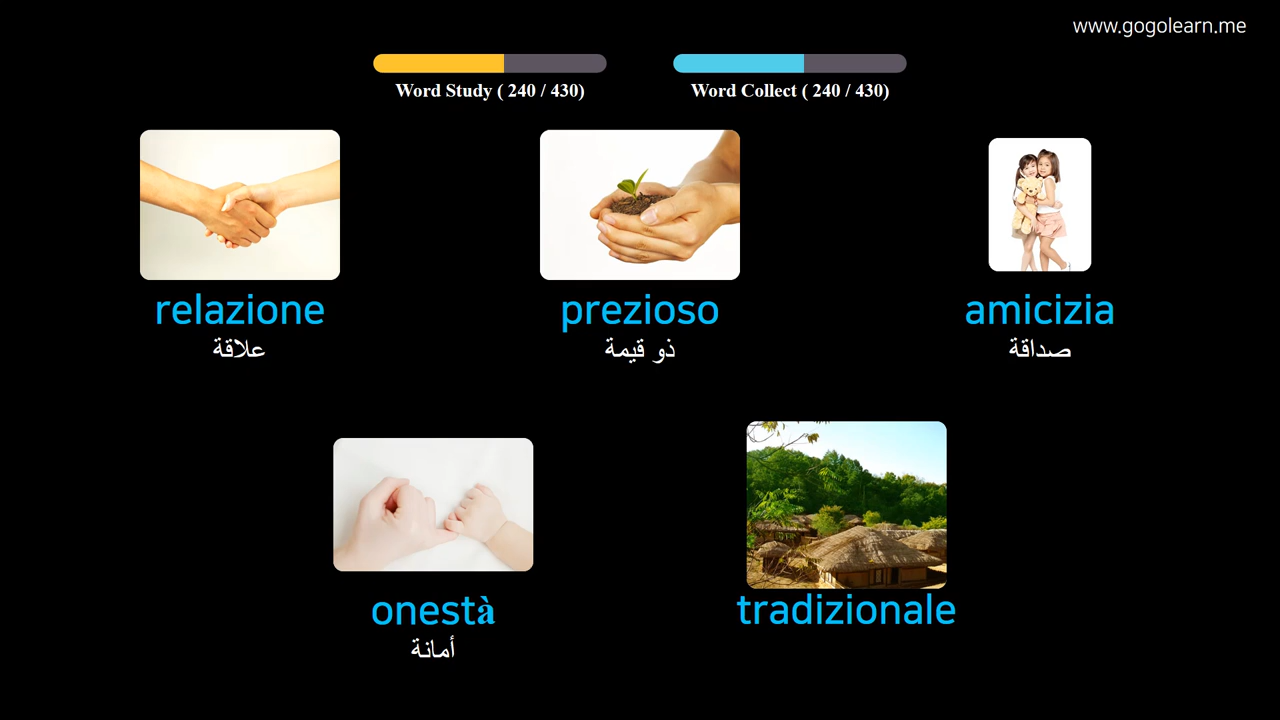 www.gogolearn.me
Word Study ( 240 / 430)
Word Collect ( 240 / 430)
relazione
علاقة
prezioso
ذو قيمة
amicizia
صداقة
onestà
أمانة
tradizionale